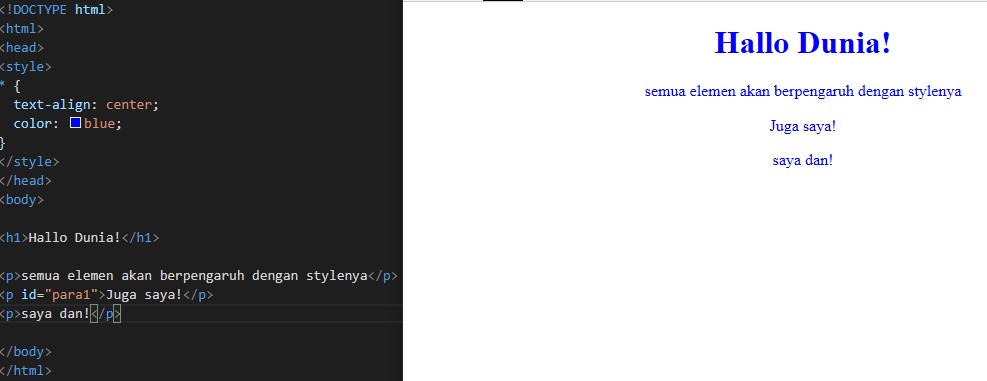 <!DOCTYPE html>
<html>
<head>
<style>
* {
  text-align: center;
  color: blue;
}
</style>
</head>
<body>
<h1>Hallo Dunia!</h1>
<p>semua elemen akan berpengaruh dengan stylenya</p>
<p id="para1">Juga saya!</p>
<p>saya dan!</p>
</body>
</html>
Hallo Dunia!
semua elemen akan berpengaruh dengan stylenya
Juga saya!
saya dan!